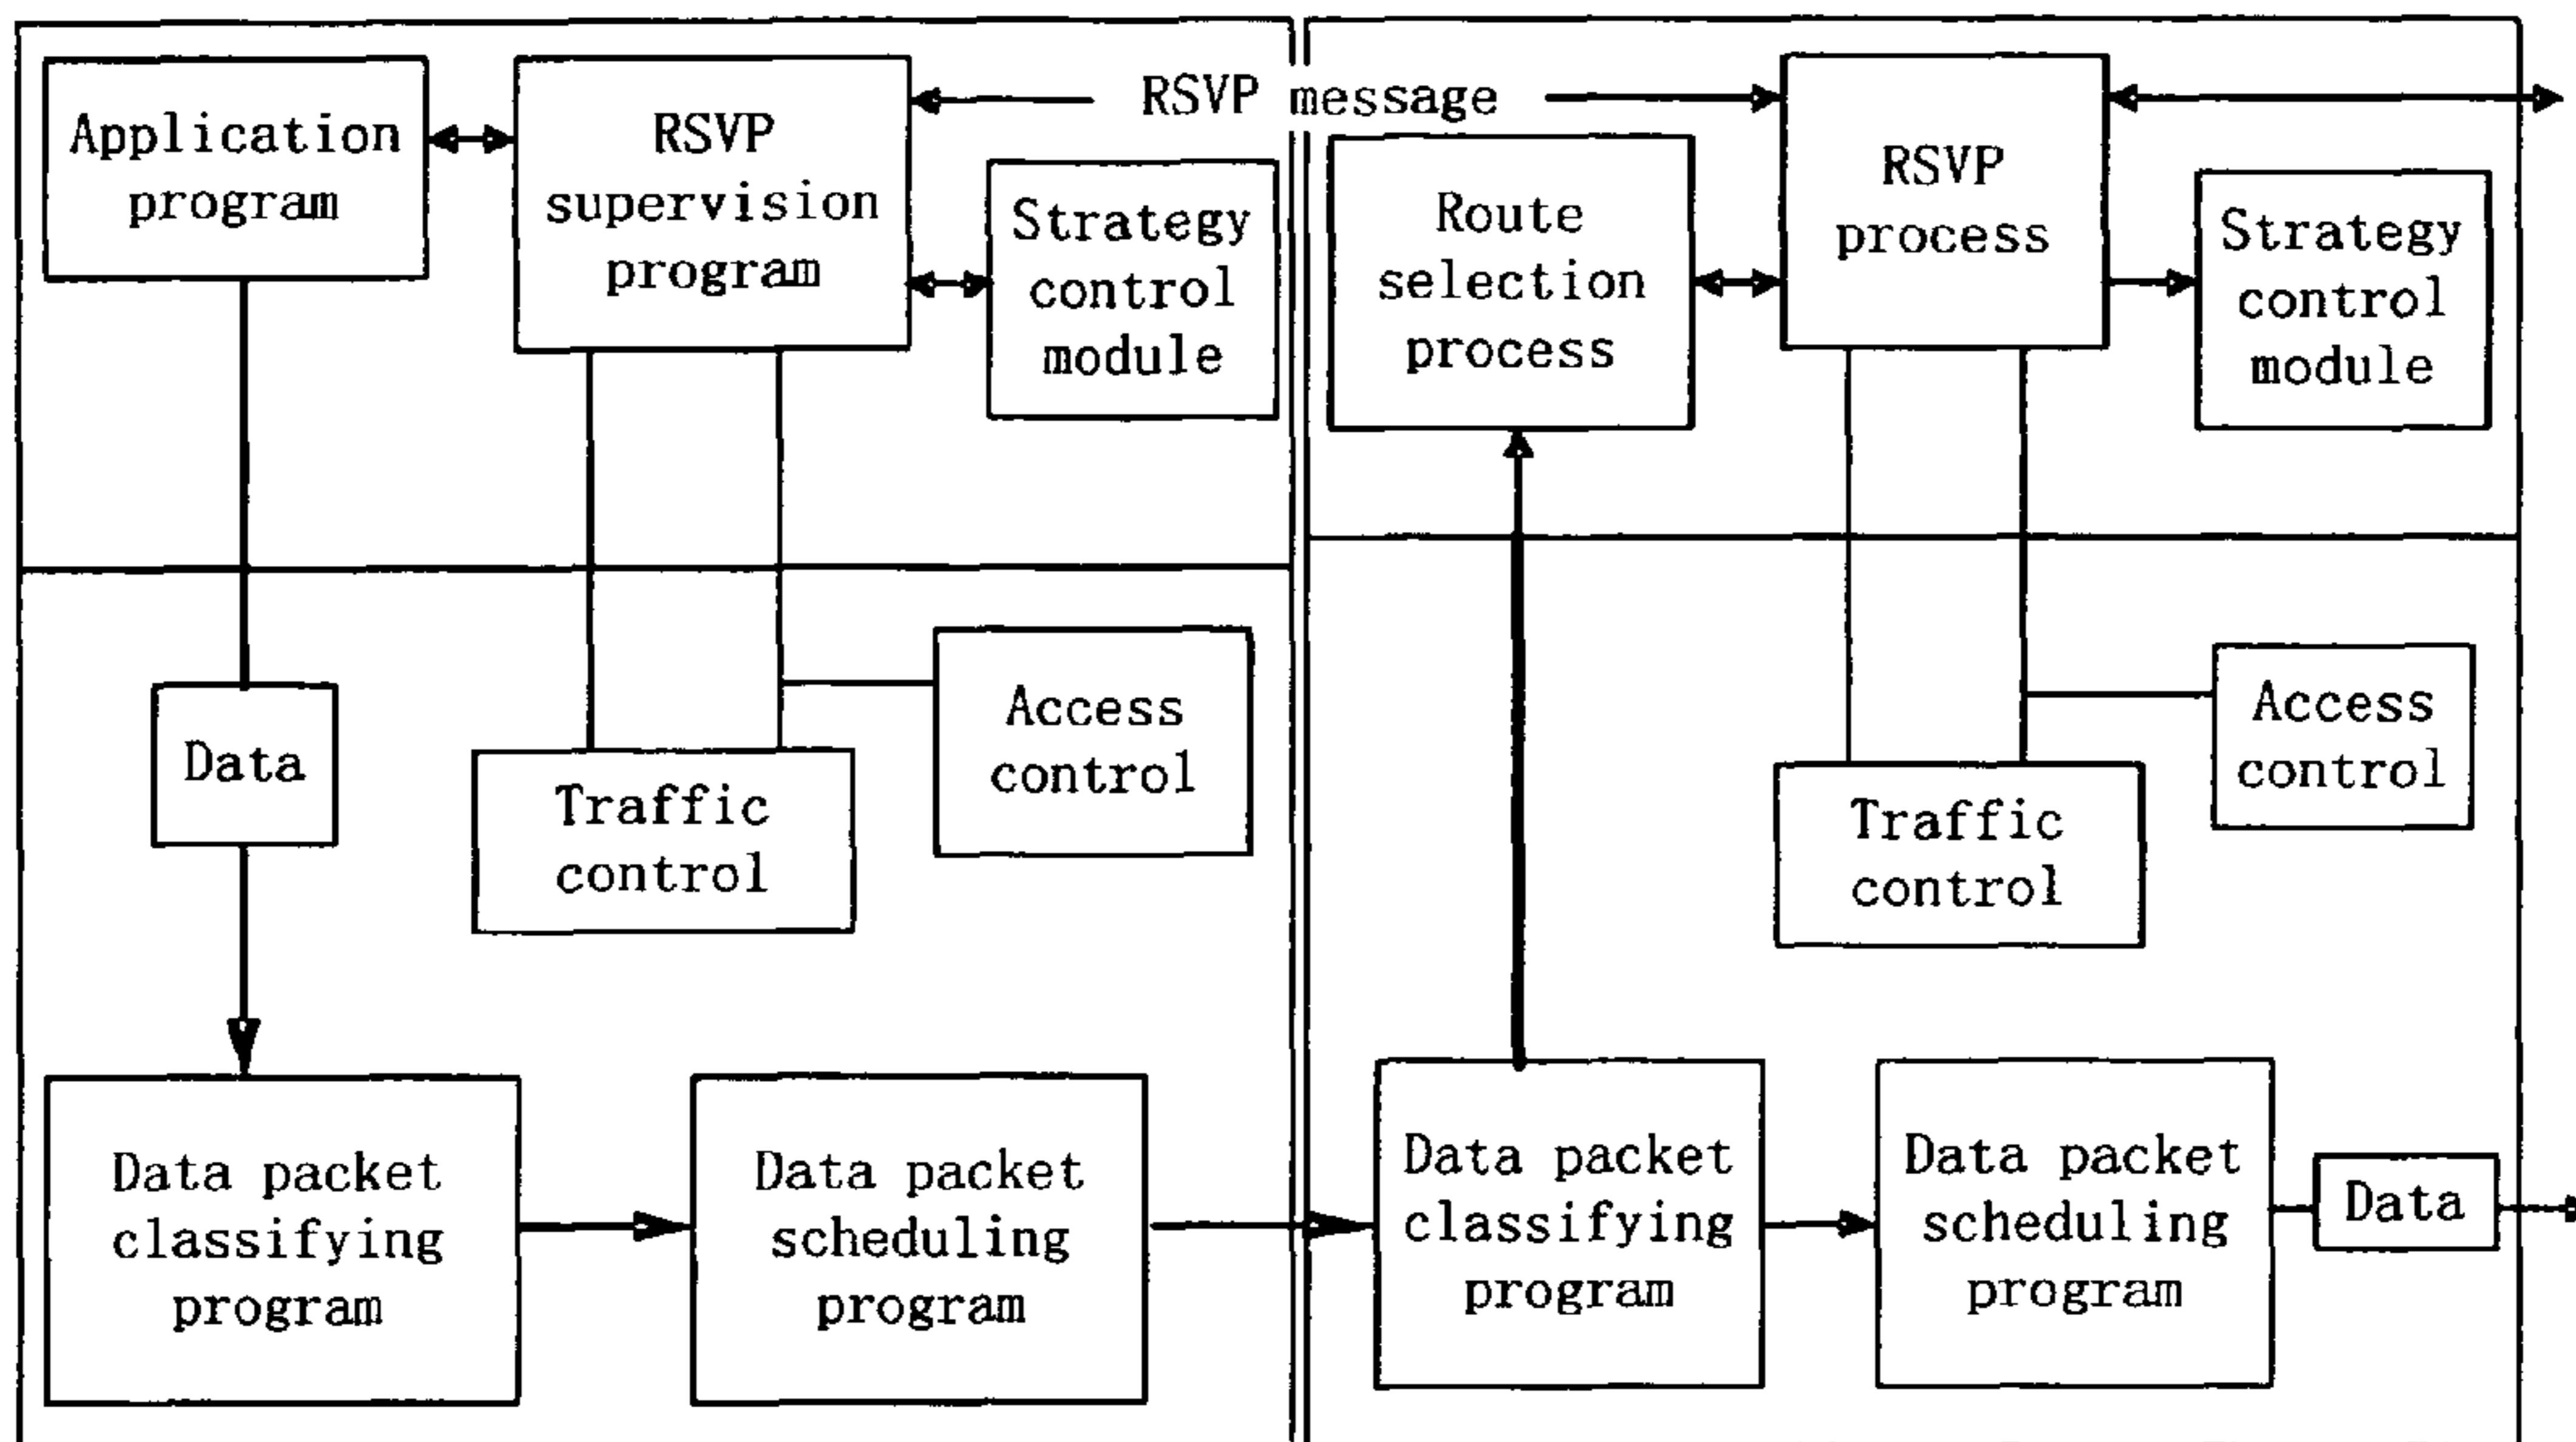 Application
program
RSVP
supervision
program
RSVP message
Strategy
control
module
Data
Traffic
control
Access
control
Data packet
classifying
program
Data packet
scheduling
program
Route
selection
process
RSVP
process
Strategy
control
module
Traffic
control
Access
control
Data packet
classifying
program
Data packet
scheduling
program
Data